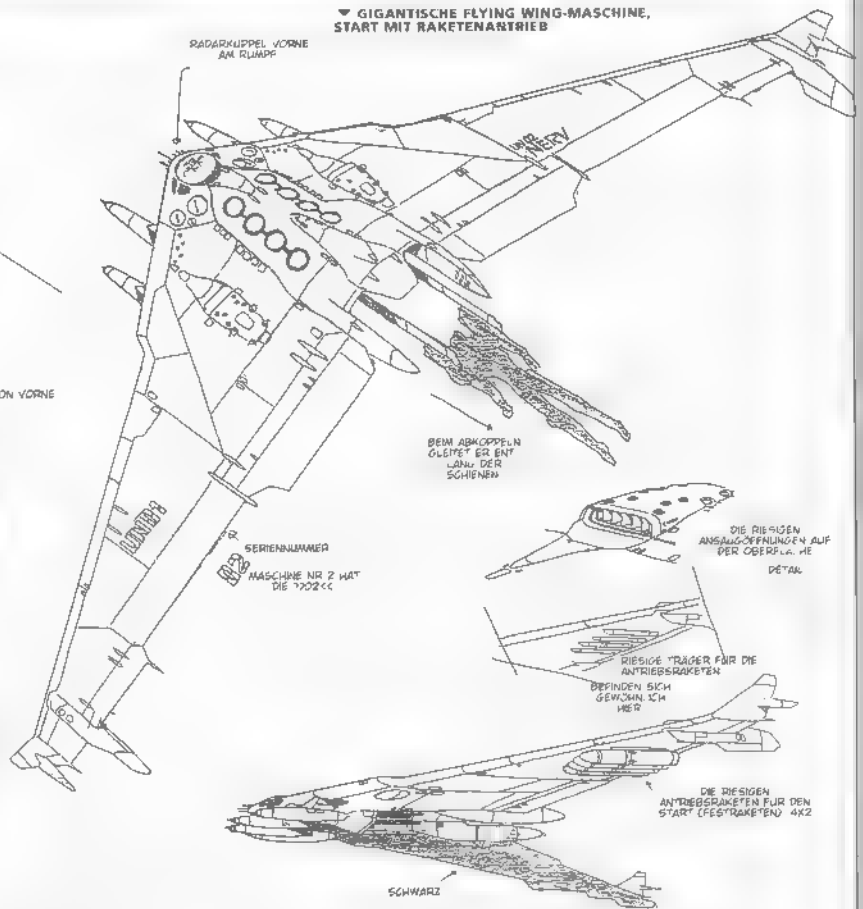 ▼ GIGANTISCHE FLYING WING-MASCHINE,
START MIT RAKETENANTRIEB
RADARKUPPEL VORNE
AM RUMPF
NERV
ON VORNE
BEIM ABKOPPELN
GLEITET ER ENT
LANG DER
SCHIENEN
DIE RIESIGEN
ANSAUGÖFFNUNGEN AUF
DER
DETAIL
SERIENNUMMER
02
MASCHINE NR 2 HAT
DIE
RIESIGE TRÄGER FÜR DIE
ANTRIEBSRAKETEN
BEFINDEN SICH
HIER
DIE RIESIGEN
ANTRIEBSRAKETEN FÜR DEN
START (FESTRAKETEN) 4X2
SCHWARZ